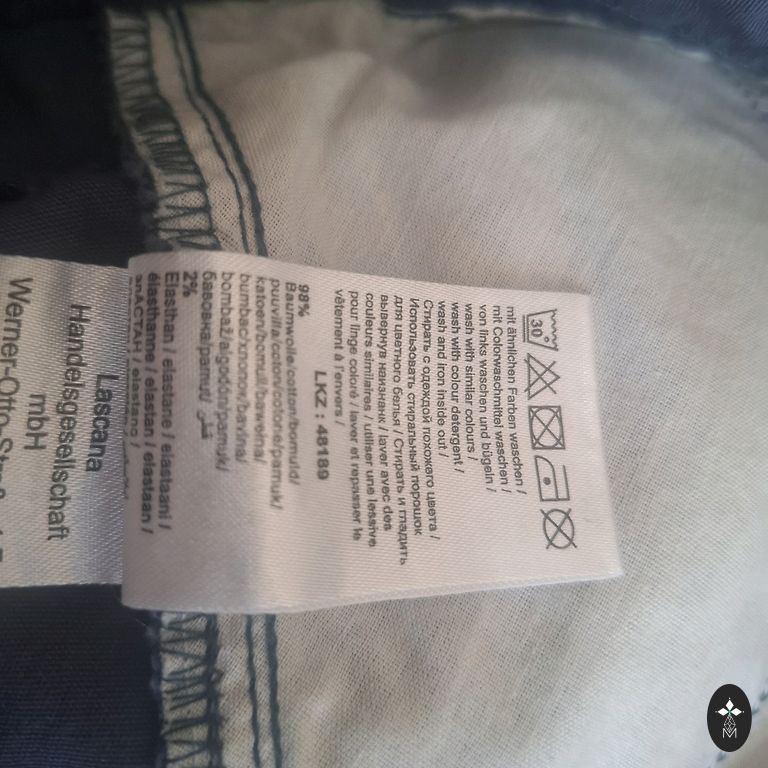 30
mit ähnlichen Farben waschen /
mit Colorwaschmittel waschen /
von links waschen und bügeln /
wash with similar colours /
wash with colour detergent /
wash and iron inside out /
Стирать с одеждой похожего цвета /
Использовать стиральный порошок
для цветного белья / Стирать и гладить
вывернув наизнанк / laver avec des
couleurs similaires / utiliser une lessive
pour linge coloré / laver et repasser le
vêtement à l'envers /
LKZ : 48189
98%
Baumwolle/cotton/bomuld/
puuvilla/coton/cotone/pamuk/
katoen/bomull/bawełna/
bumbac/хлопок/bavlna/
bombaž/algodón/pamuk/
бавовна/pamut/
2%
Elasthan / elastane / elastaani /
élasthanne / elastan / elastaan /
Lascana
Handelsgesellschaft
mbH